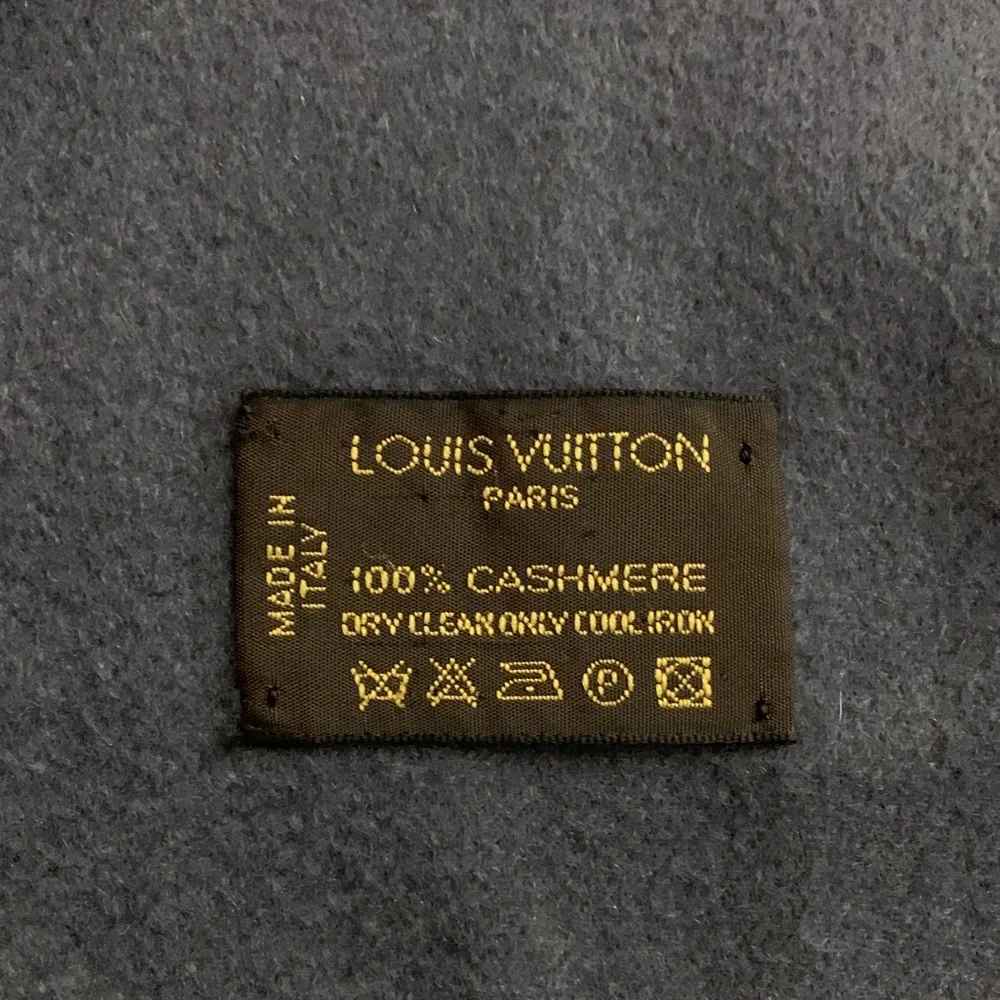 LOUIS VUITTON
PARIS
MADE IN
ITALY
100% CASHMERE
DRY CLEAN ONLY COOL IRON
P